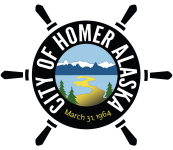 CITY OF HOMER ALASKA
March 31, 1964